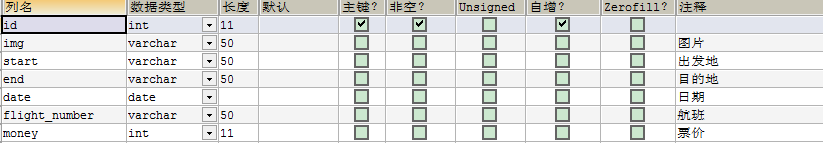 列名 数据类型 长度 默认 主键? 非空? Unsigned 自增? Zerofill? 注释
id int 11
img varchar 50 图片
start varchar 50 出发地
end varchar 50 目的地
date date 日期
flight_number varchar 50 航班
money int 11 票价